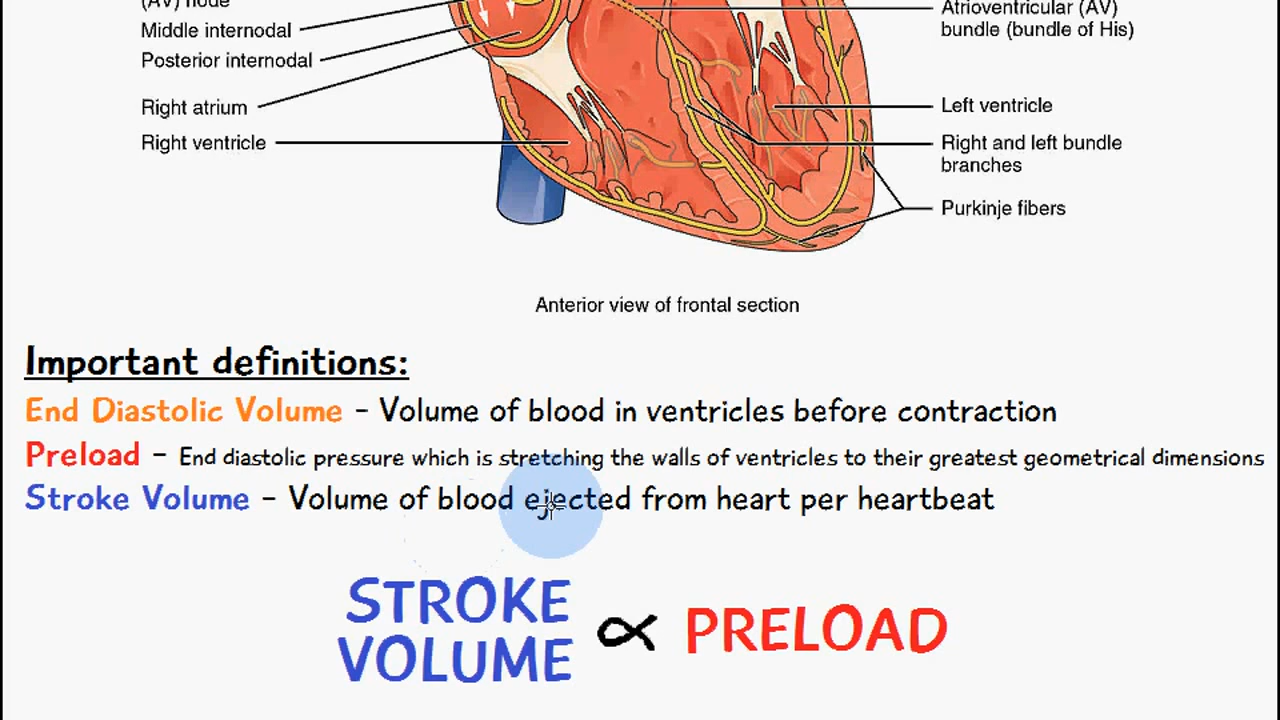 (AV) node
Middle internodal
Posterior internodal
Right atrium
Right ventricle
Atrioventricular (AV)
bundle (bundle of His)
Left ventricle
Right and left bundle
branches
Purkinje fibers
Anterior view of frontal section
Important definitions:
End Diastolic Volume - Volume of blood in ventricles before contraction
Preload - End diastolic pressure which is stretching the walls of ventricles to their greatest geometrical dimensions
Stroke Volume - Volume of blood ejected from heart per heartbeat
STROKE
VOLUME ∝ PRELOAD